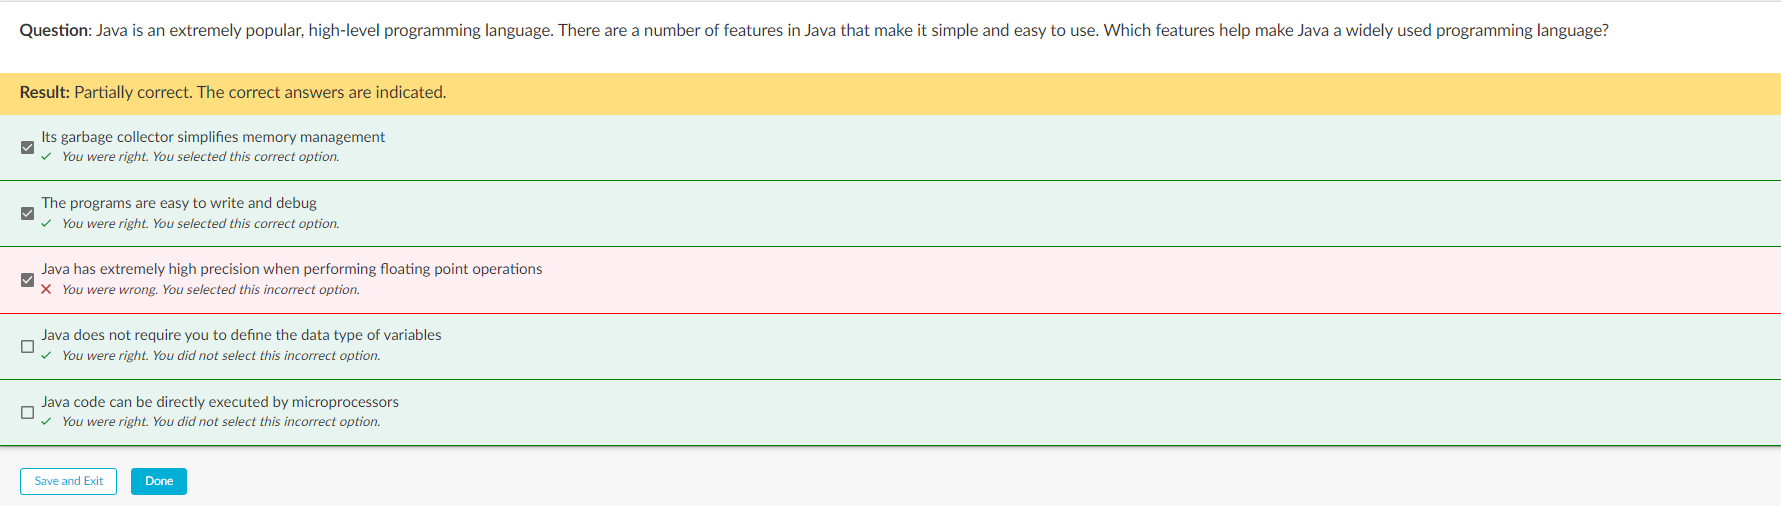 Question: Java is an extremely popular, high-level programming language. There are a number of features in Java that make it simple and easy to use. Which features help make Java a widely used programming language?
Result: Partially correct. The correct answers are indicated.
Its garbage collector simplifies memory management
You were right. You selected this correct option.
The programs are easy to write and debug
You were right. You selected this correct option.
Java has extremely high precision when performing floating point operations
You were wrong. You selected this incorrect option.
Java does not require you to define the data type of variables
You were right. You did not select this incorrect option.
Java code can be directly executed by microprocessors
You were right. You did not select this incorrect option.
Save and Exit Done